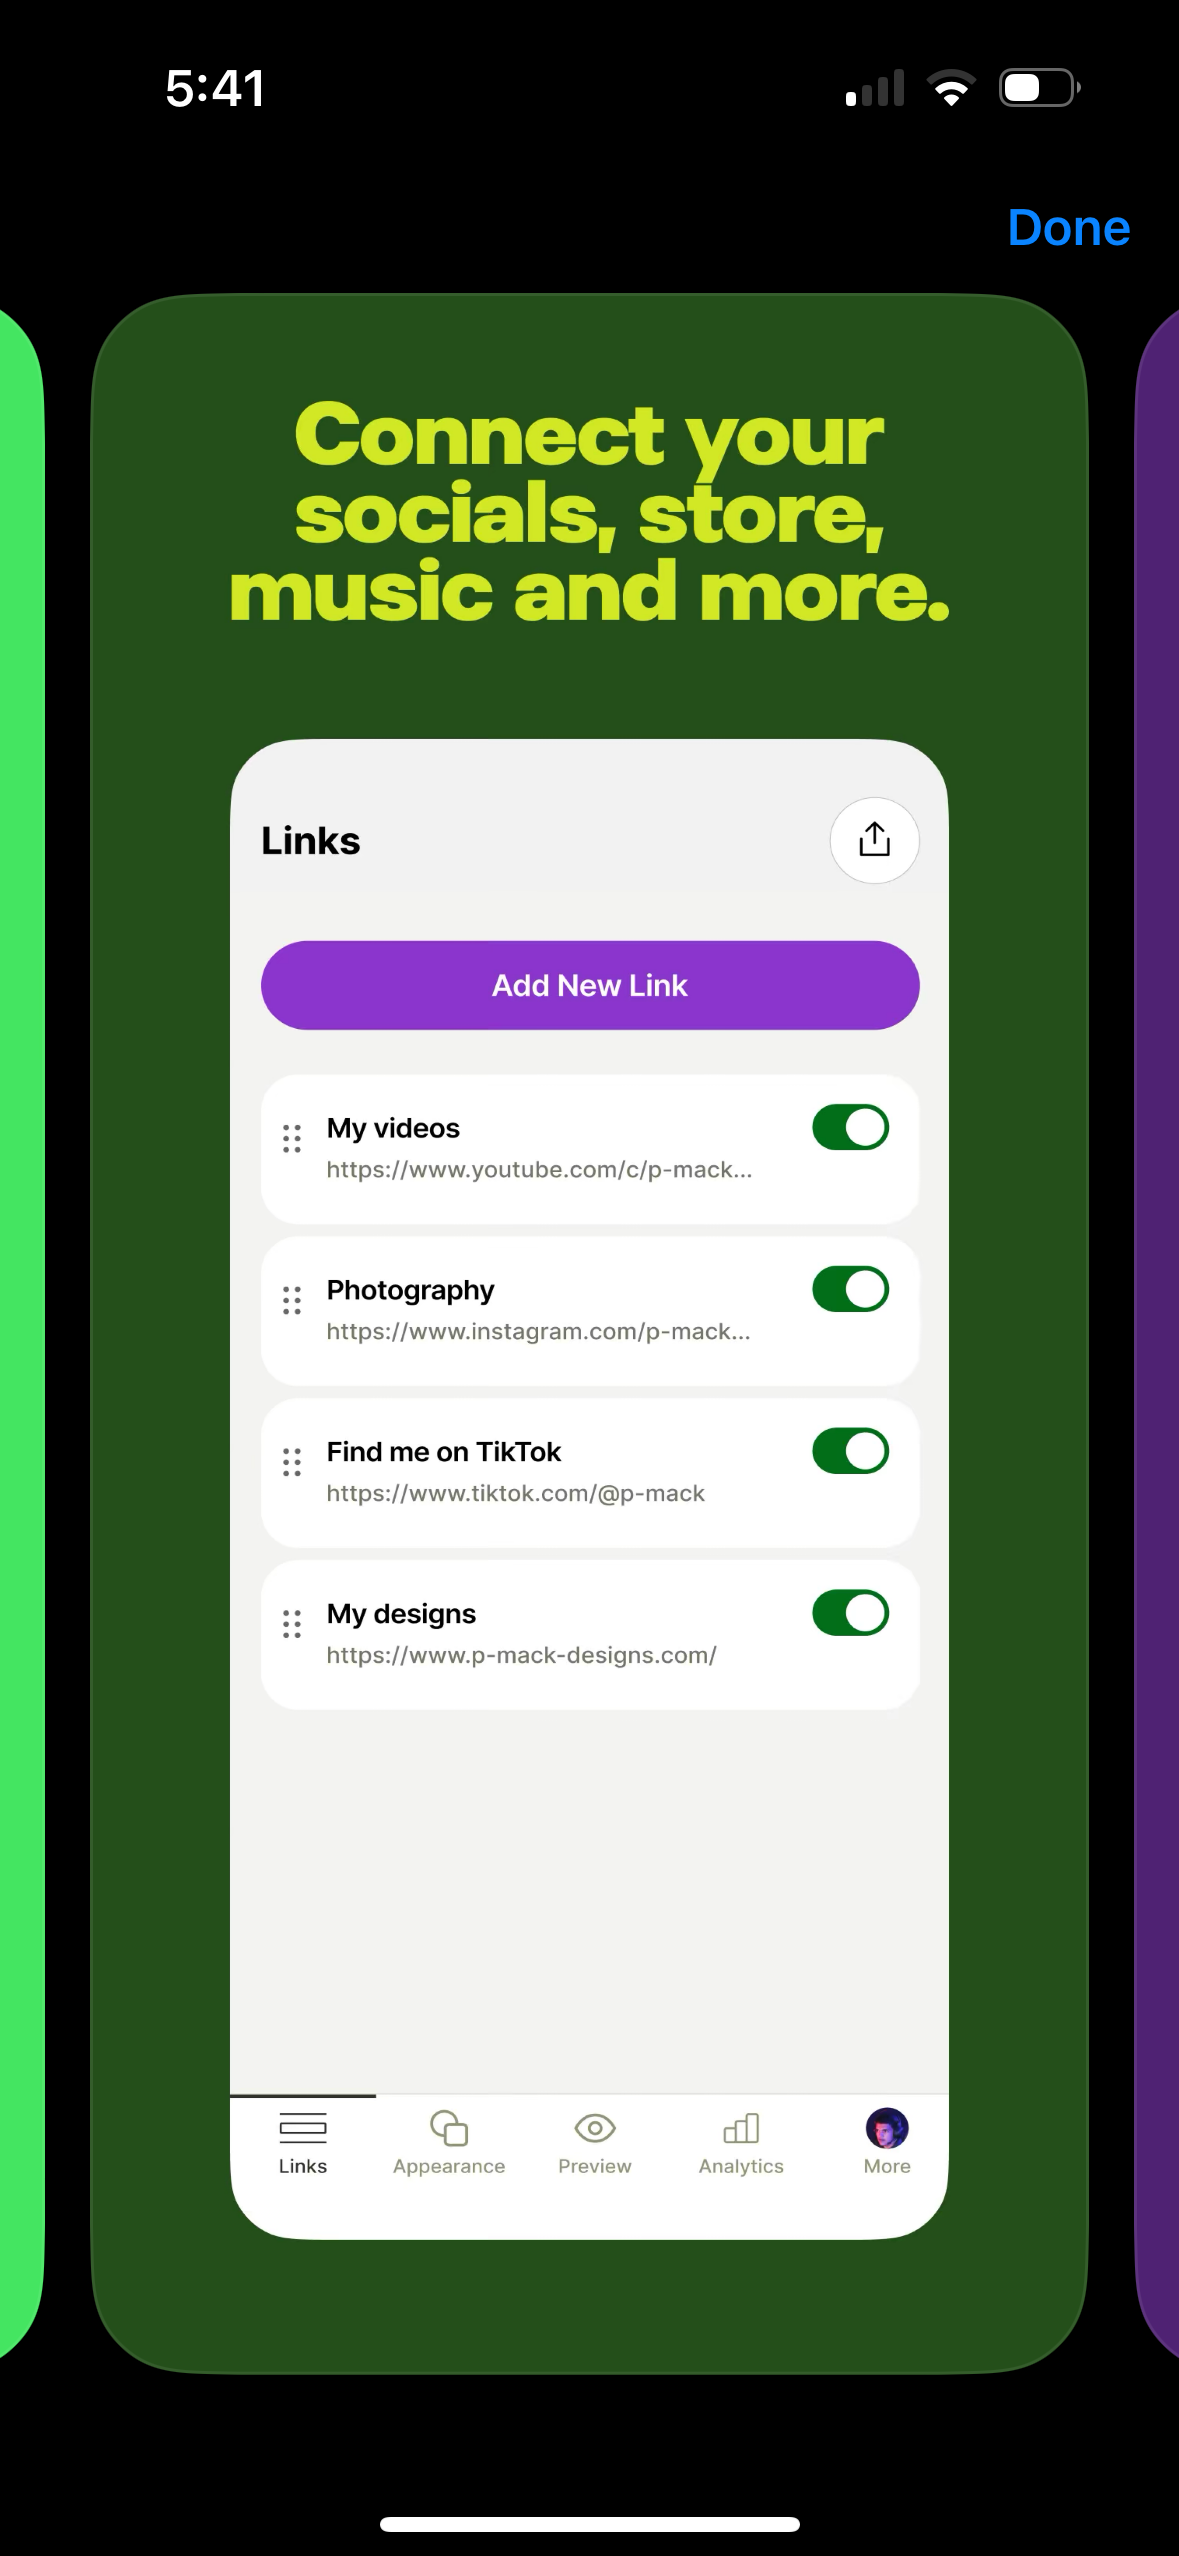 5:41
Done
Connect your
socials, store,
music and more.
Links
Add New Link
My videos
https://www.youtube.com/c/p-mack...
Photography
https://www.instagram.com/p-mack...
Find me on TikTok
https://www.tiktok.com/@p-mack
My designs
https://www.p-mack-designs.com/
Links Appearance Preview Analytics More